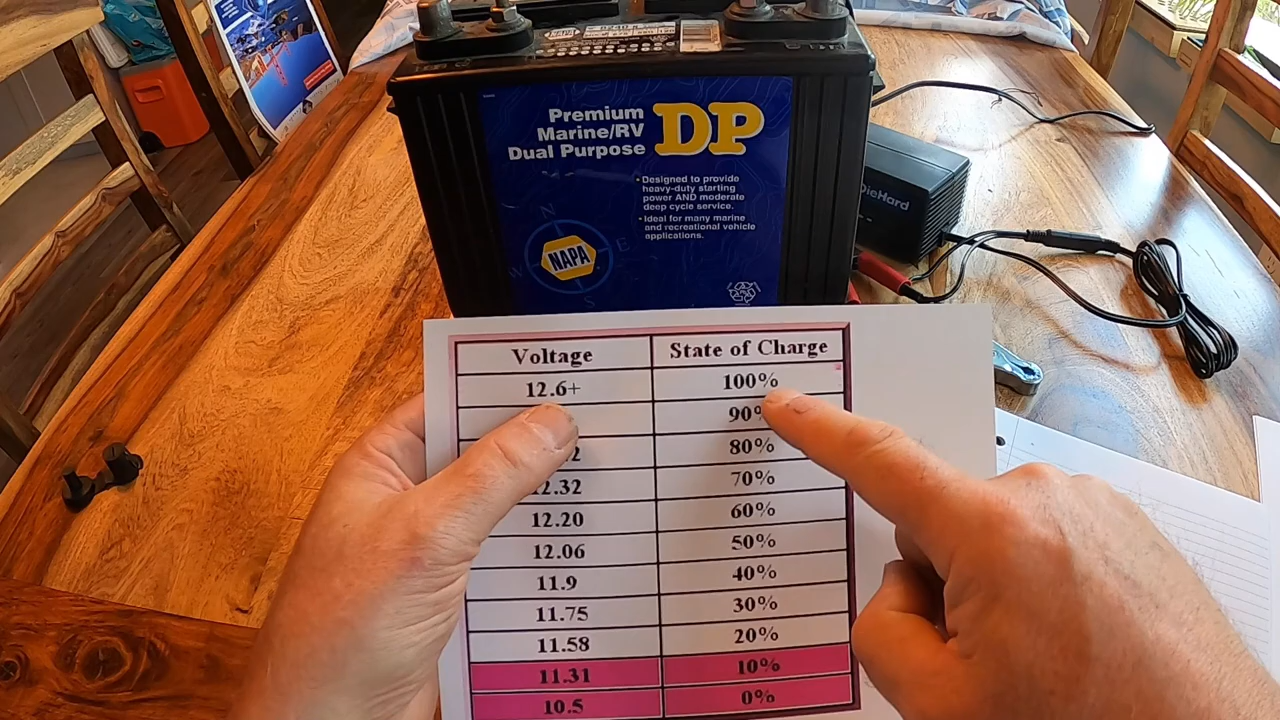 Premium
Marine/RV
Dual Purpose
DP
• Designed to provide
heavy-duty starting
power AND moderate
deep cycle service.
• Ideal for many marine
and recreational vehicle
applications.
N
E
S
W
NAPA
DieHard
Voltage State of Charge
12.6+ 100%
90%
80%
12.32 70%
12.20 60%
12.06 50%
11.9 40%
11.75 30%
11.58 20%
11.31 10%
10.5 0%